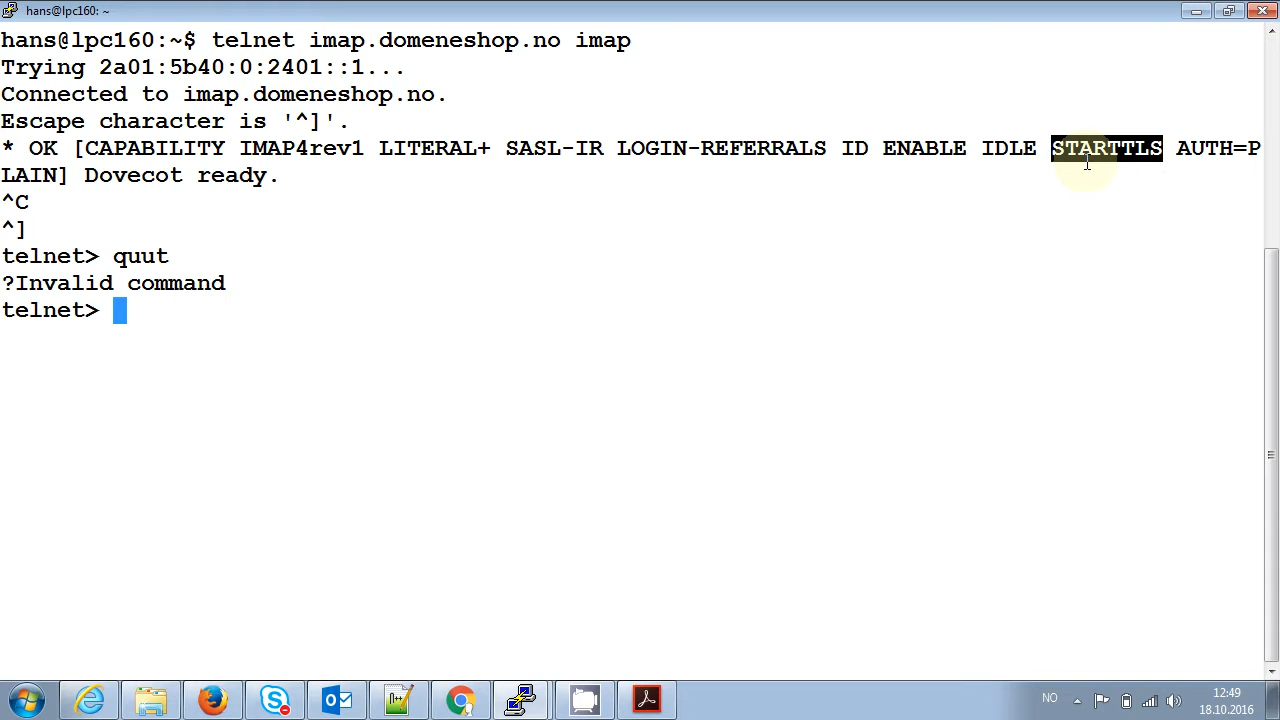 hans@lpc160: ~
hans@lpc160:~$ telnet imap.domeneshop.no imap
Trying 2a01:5b40:0:2401::1...
Connected to imap.domeneshop.no.
Escape character is '^]'.
* OK [CAPABILITY IMAP4rev1 LITERAL+ SASL-IR LOGIN-REFERRALS ID ENABLE IDLE STARTTLS AUTH=P
LAIN] Dovecot ready.
^C
^]
telnet> quut
?Invalid command
telnet>
NO
12:49
18.10.2016